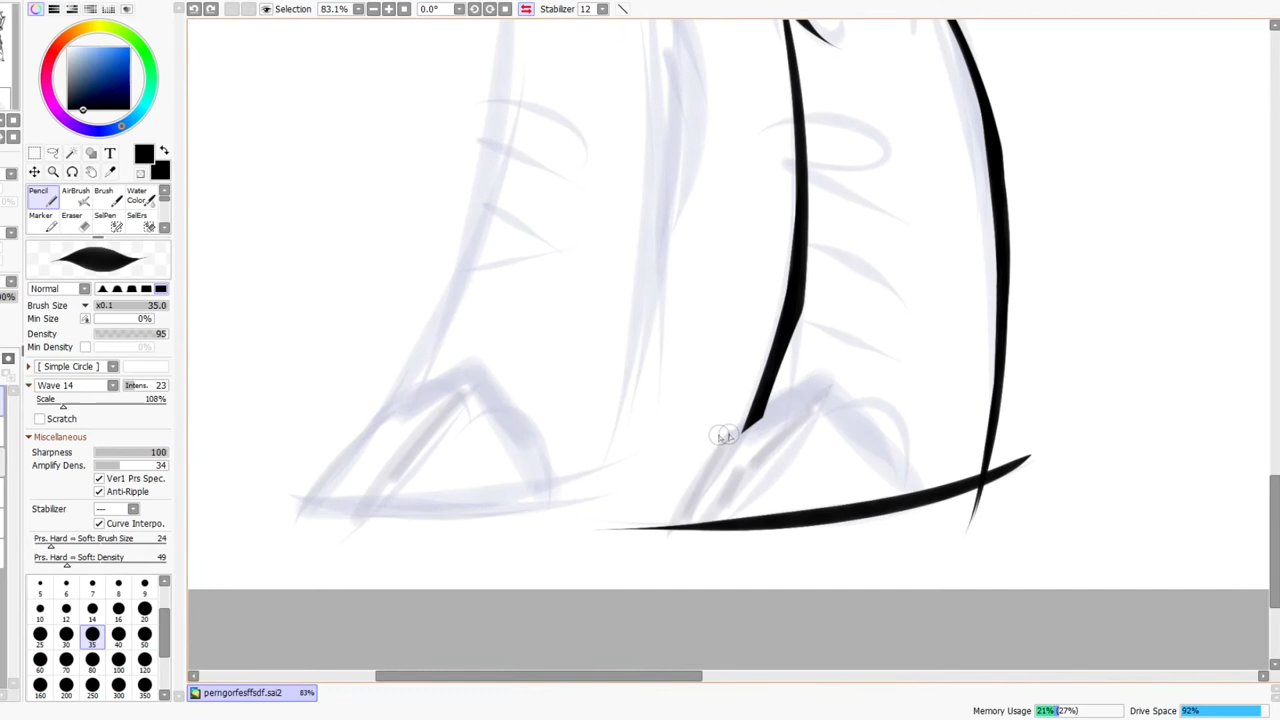 Selection 83.1% 0.0° Stabilizer 12
T
Pencil AirBrush Brush Water Color
Marker Eraser SelPen SelErs
Normal
Brush Size x0.1 35.0
Min Size 0%
Density 95
Min Density 0%
[ Simple Circle ]
Wave 14 Intens. 23
Scale 108%
Scratch
Miscellaneous
Sharpness 100
Amplify Dens. 34
Ver1 Prs Spec.
Anti-Ripple
Stabilizer ---
Curve Interpo.
Prs. Hard ⇔ Soft: Brush Size 24
Prs. Hard ⇔ Soft: Density 49
5 6 7 8 9
10 12 14 16 20
25 30 35 40 50
60 70 80 100 120
160 200 250 300 350
perngorfesffsdf.sai2 83%
Memory Usage 21% (27%) Drive Space 92%